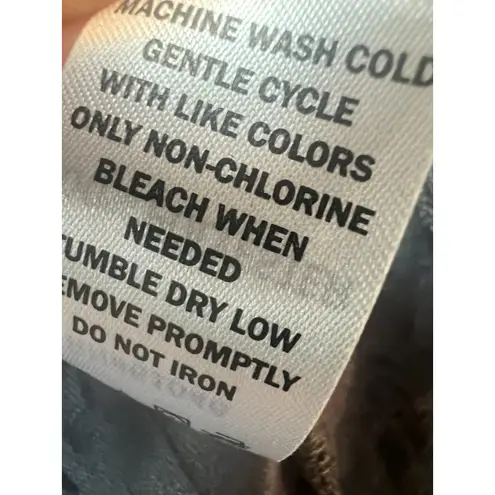 MACHINE WASH COLD
GENTLE CYCLE
WITH LIKE COLORS
ONLY NON-CHLORINE
BLEACH WHEN
NEEDED
TUMBLE DRY LOW
REMOVE PROMPTLY
DO NOT IRON